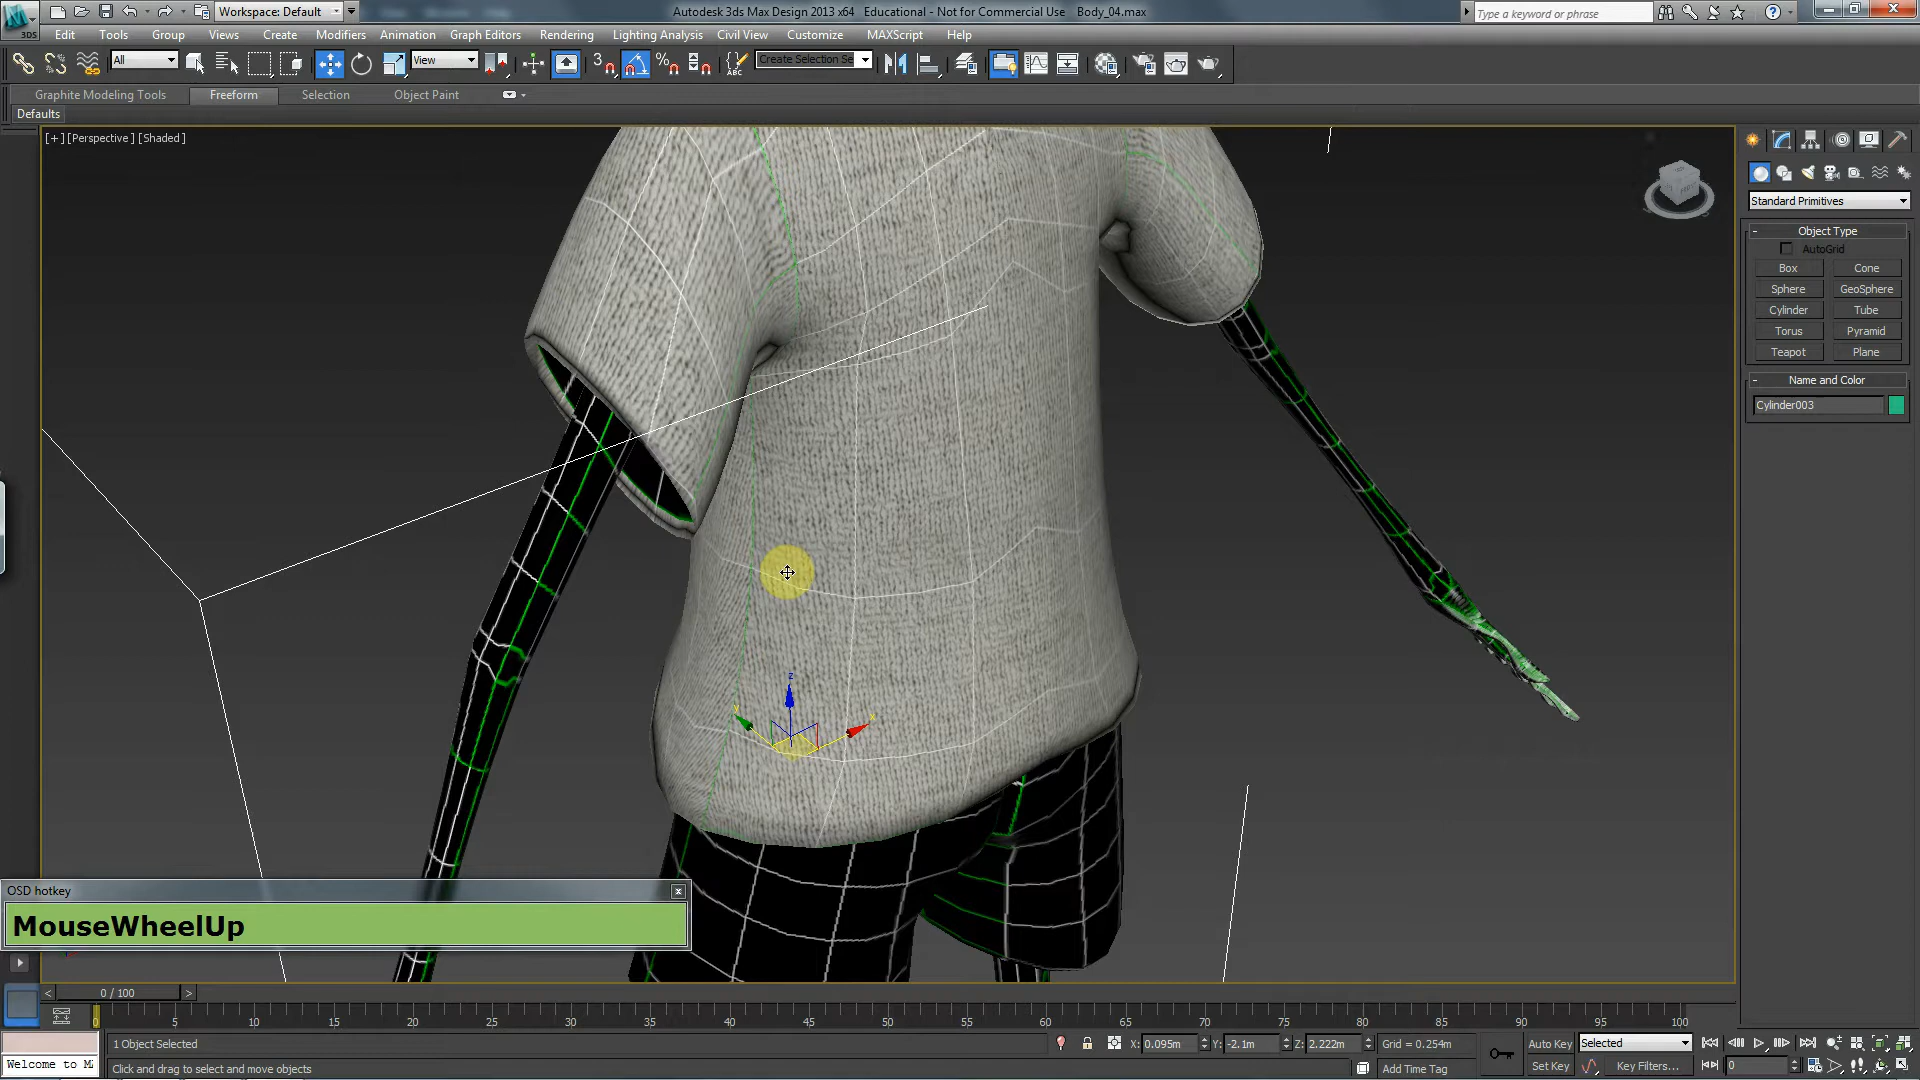 Workspace: Default
Autodesk 3ds Max Design 2013 x64 Educational - Not for Commercial Use Body_04.max
Type a keyword or phrase
3DS
Edit Tools Group Views Create Modifiers Animation Graph Editors Rendering Lighting Analysis Civil View Customize MAXScript Help
All View 3 ABC Create Selection Se
Graphite Modeling Tools Freeform Selection Object Paint
Defaults
[+] [Perspective] [Shaded]
Standard Primitives
- Object Type
AutoGrid
Box Cone
Sphere GeoSphere
Cylinder Tube
Torus Pyramid
Teapot Plane
- Name and Color
Cylinder003
z
y x
OSD hotkey
MouseWheelUp
< 0 / 100 >
0 5 10 15 20 25 30 35 40 45 50 55 60 65 70 75 80 85 90 95 100
1 Object Selected X: 0.095m Y: -2.1m Z: 2.222m Grid = 0.254m Auto Key Selected
Welcome to M Click and drag to select and move objects Add Time Tag Set Key Key Filters... 0